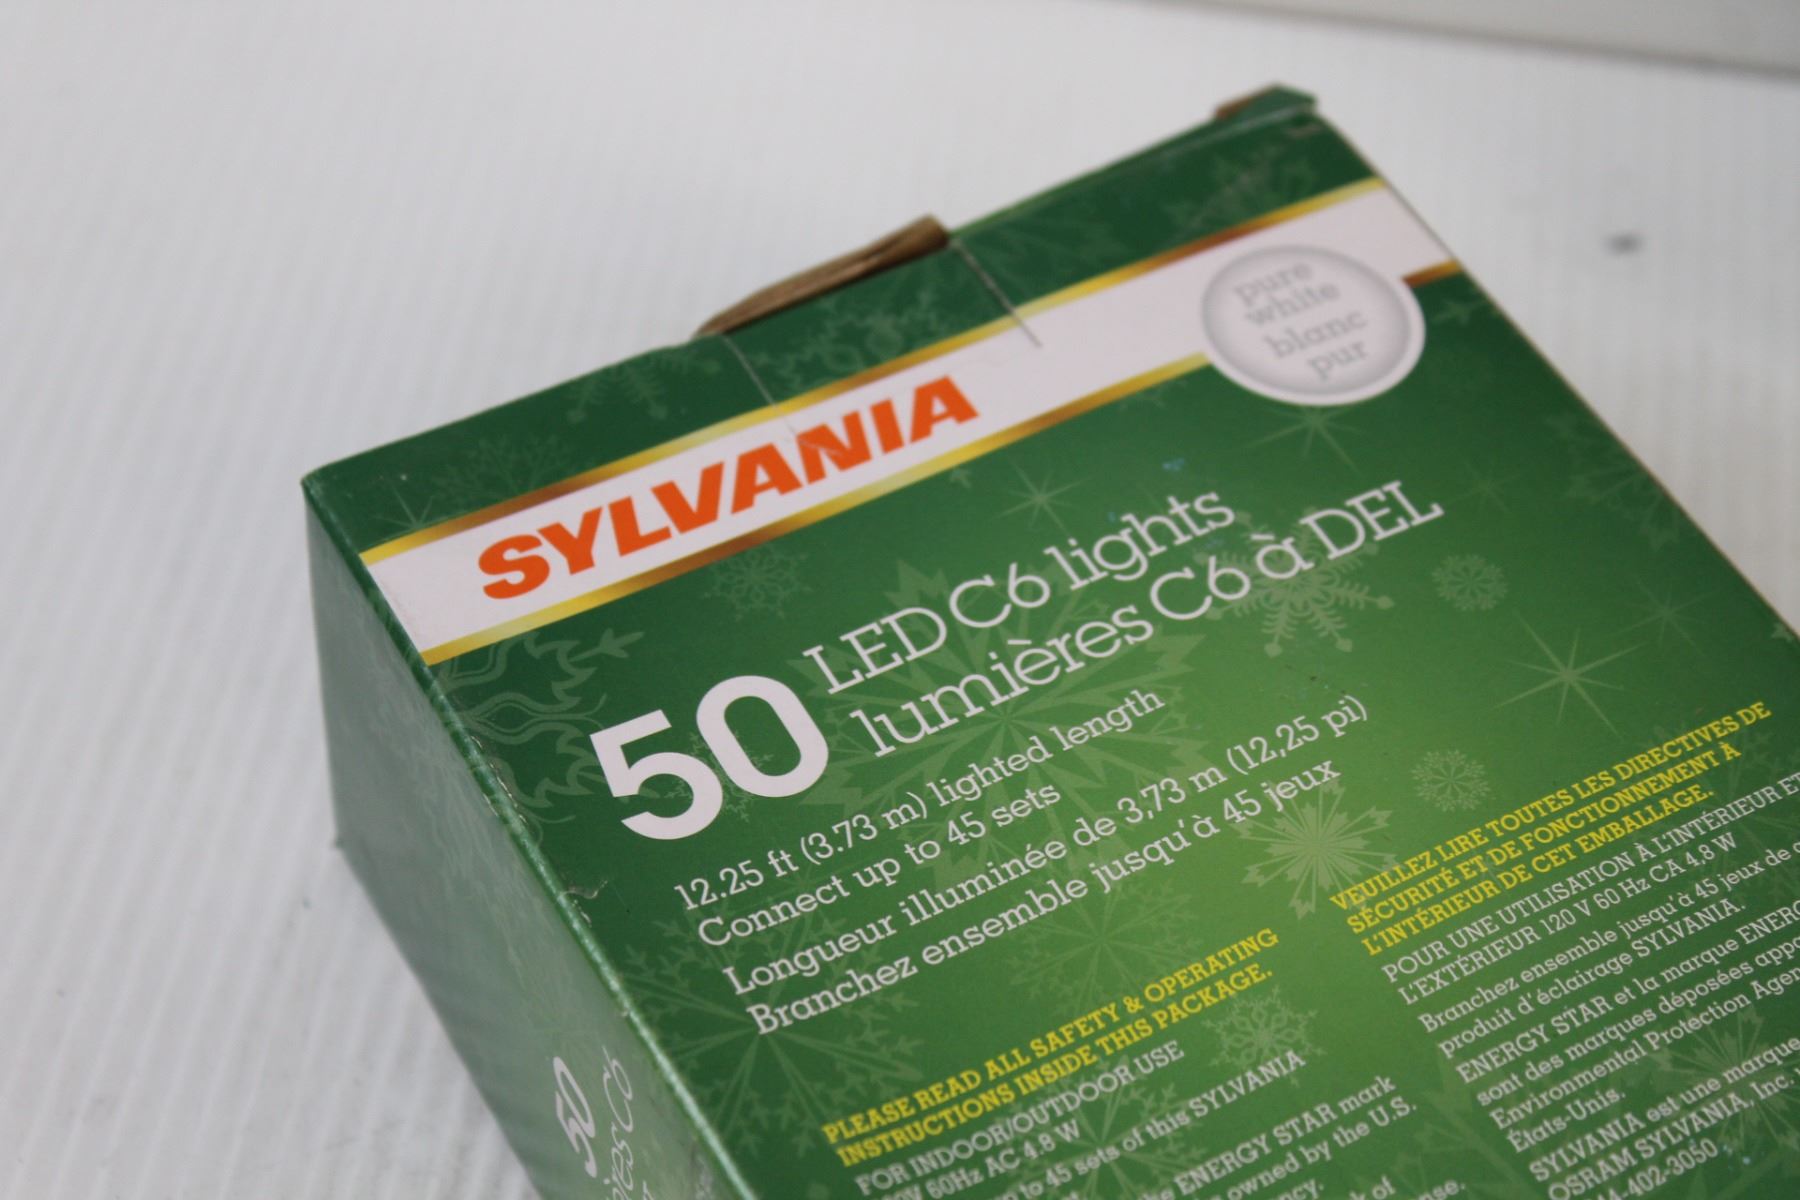 SYLVANIA
pure
white
blanc
pur
50
LED C6 lights
lumières C6 à DEL
12.25 ft (3.73 m) lighted length
Connect up to 45 sets
Longueur illuminée de 3,73 m (12,25 pi)
Branchez ensemble jusqu'à 45 jeux
PLEASE READ ALL SAFETY & OPERATING
INSTRUCTIONS INSIDE THIS PACKAGE.
FOR INDOOR/OUTDOOR USE
60Hz AC 4.8 W
to 45 sets of this SYLVANIA
ENERGY STAR mark
owned by the U.S.
of
VEUILLEZ LIRE TOUTES LES DIRECTIVES DE
SÉCURITÉ ET DE FONCTIONNEMENT À
L'INTÉRIEUR DE CET EMBALLAGE.
POUR UNE UTILISATION À L'INTÉRIEUR ET
L'EXTÉRIEUR 120 V 60 Hz CA 4,8 W
Branchez ensemble jusqu'à 45 jeux de
produit d'éclairage SYLVANIA.
ENERGY STAR et la marque
sont des marques déposées
Environmental Protection
États-Unis.
SYLVANIA est une marque
OSRAM SYLVANIA, Inc.
402-3050
50
C6